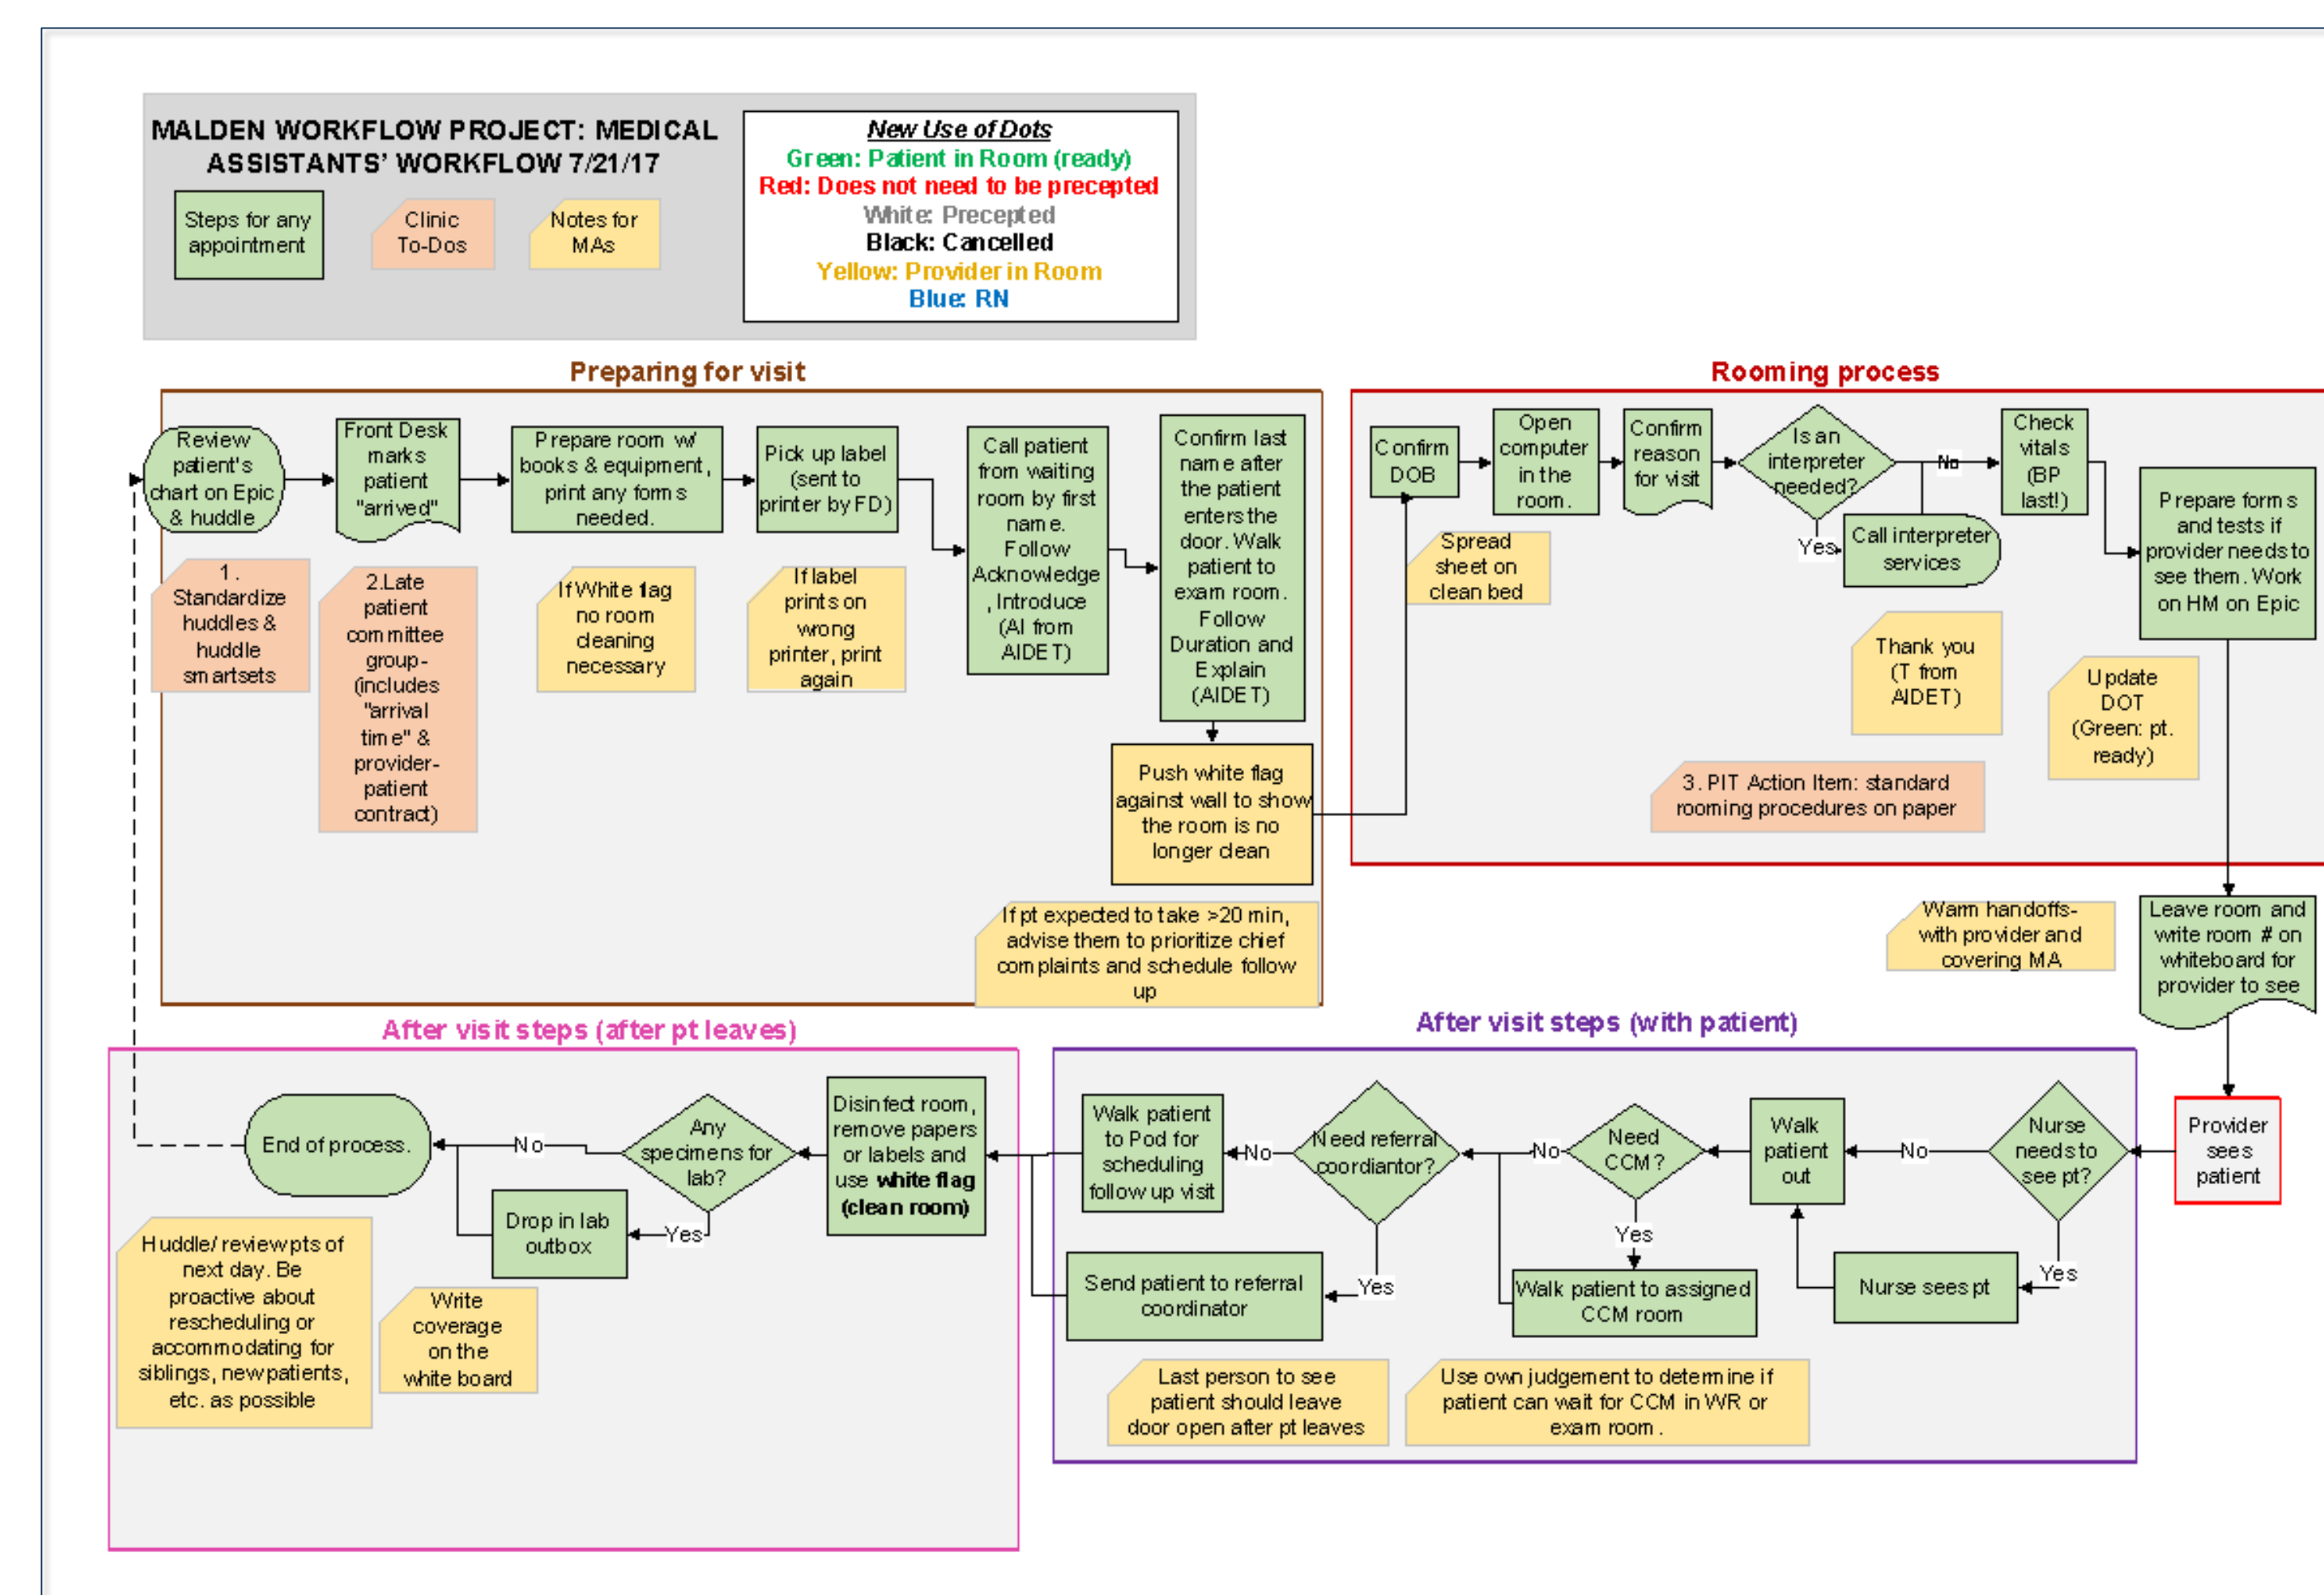 MALDEN WORKFLOW PROJECT: MEDICAL
ASSISTANTS' WORKFLOW 7/21/17
Steps for any
appointment
Clinic
To-Dos
Notes for
MAs
New Use of Dots
Green: Patient in Room (ready)
Red: Does not need to be precepted
White: Precepted
Black: Cancelled
Yellow: Provider in Room
Blue: RN
Preparing for visit
Review
patient's
chart on Epic
& huddle
Front Desk
marks
patient
"arrived"
Prepare room w/
books & equipment,
print any forms
needed.
Pick up label
(sent to
printer by FD)
Call patient
from waiting
room by first
name.
Follow
Acknowledge
, Introduce
(AI from
AIDET)
Confirm last
name after
the patient
enters the
door. Walk
patient to
exam room.
Follow
Duration and
Explain
(AIDET)
1.
Standardize
huddles &
huddle
smartsets
2.Late
patient
committee
group-
(includes
"arrival
time" &
provider-
patient
contract)
If White flag
no room
cleaning
necessary
If label
prints on
wrong
printer, print
again
Push white flag
against wall to show
the room is no
longer clean
If pt expected to take >20 min,
advise them to prioritize chief
complaints and schedule follow
up
Rooming process
Confirm
DOB
Open
computer
in the
room.
Confirm
reason
for visit
Is an
interpreter
needed?
No
Yes
Call interpreter
services
Check
vitals
(BP
last!)
Prepare forms
and tests if
provider needs to
see them. Work
on HM on Epic
Spread
sheet on
clean bed
Thank you
(T from
AIDET)
Update
DOT
(Green: pt.
ready)
3. PIT Action Item: standard
rooming procedures on paper
Warm handoffs-
with provider and
covering MA
Leave room and
write room # on
whiteboard for
provider to see
Provider
sees
patient
After visit steps (with patient)
Nurse
needs to
see pt?
No
Yes
Nurse sees pt
Walk
patient
out
Need
CCM?
No
Yes
Walk patient to assigned
CCM room
Need referral
coordiantor?
No
Yes
Send patient to referral
coordinator
Walk patient
to Pod for
scheduling
follow up visit
Last person to see
patient should leave
door open after pt leaves
Use own judgement to determine if
patient can wait for CCM in WR or
exam room.
After visit steps (after pt leaves)
Disinfect room,
remove papers
or labels and
use white flag
(clean room)
Any
specimens for
lab?
No
Yes
Drop in lab
outbox
End of process.
Huddle/ review pts of
next day. Be
proactive about
rescheduling or
accommodating for
siblings, new patients,
etc. as possible
Write
coverage
on the
white board